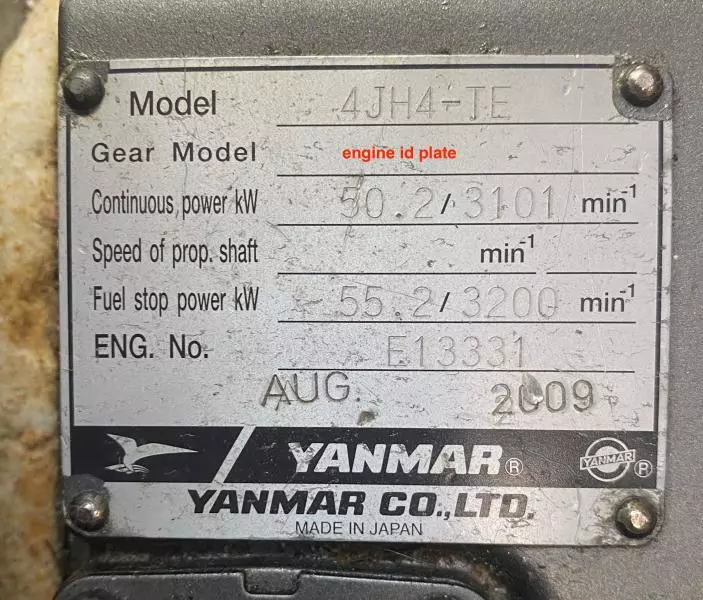 Model 4JH4-TE
Gear Model engine id plate
Continuous power kW 50.2/3101 min-1
Speed of prop. shaft min-1
Fuel stop power kW 55.2/3200 min-1
ENG. No. E13331
AUG. 2009
YANMAR® YANMAR®
YANMAR CO.,LTD.
MADE IN JAPAN